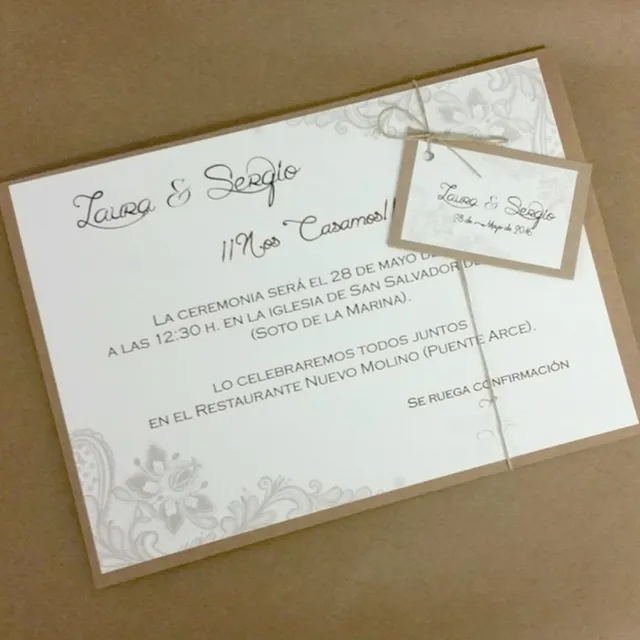 Laura & Sergio
¡¡Nos Casamos!!
LA CEREMONIA SERÁ EL 28 DE MAYO
A LAS 12:30 H. EN LA IGLESIA DE SAN SALVADOR
(SOTO DE LA MARINA).
LO CELEBRAREMOS TODOS JUNTOS
EN EL RESTAURANTE NUEVO MOLINO (PUENTE ARCE).
SE RUEGA CONFIRMACIÓN
Laura & Sergio
28 de Mayo de 2016